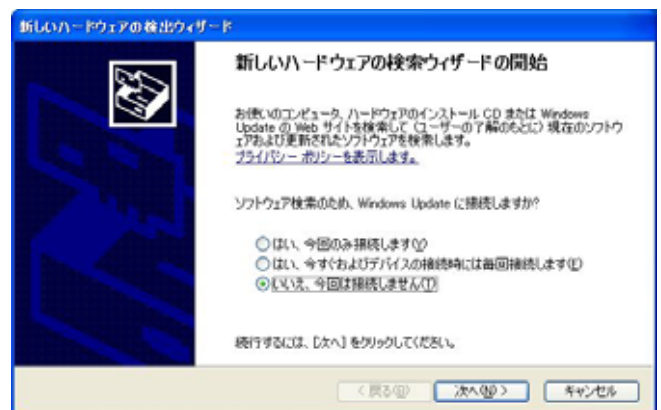 新しいハードウェアの検出ウィザード
新しいハードウェアの検索ウィザードの開始
お使いのコンピュータ、ハードウェアのインストール CD または Windows
Update の Web サイトを検索して (ユーザーの了解のもとに) 現在のソフトウ
ェアおよび更新されたソフトウェアを検索します。
プライバシー ポリシーを表示します。
ソフトウェア検索のため、Windows Update に接続しますか?
はい、今回のみ接続します(Y)
はい、今すぐおよびデバイスの接続時には毎回接続します(E)
いいえ、今回は接続しません(T)
続行するには、[次へ] をクリックしてください。
< 戻る(B) 次へ(N) > キャンセル